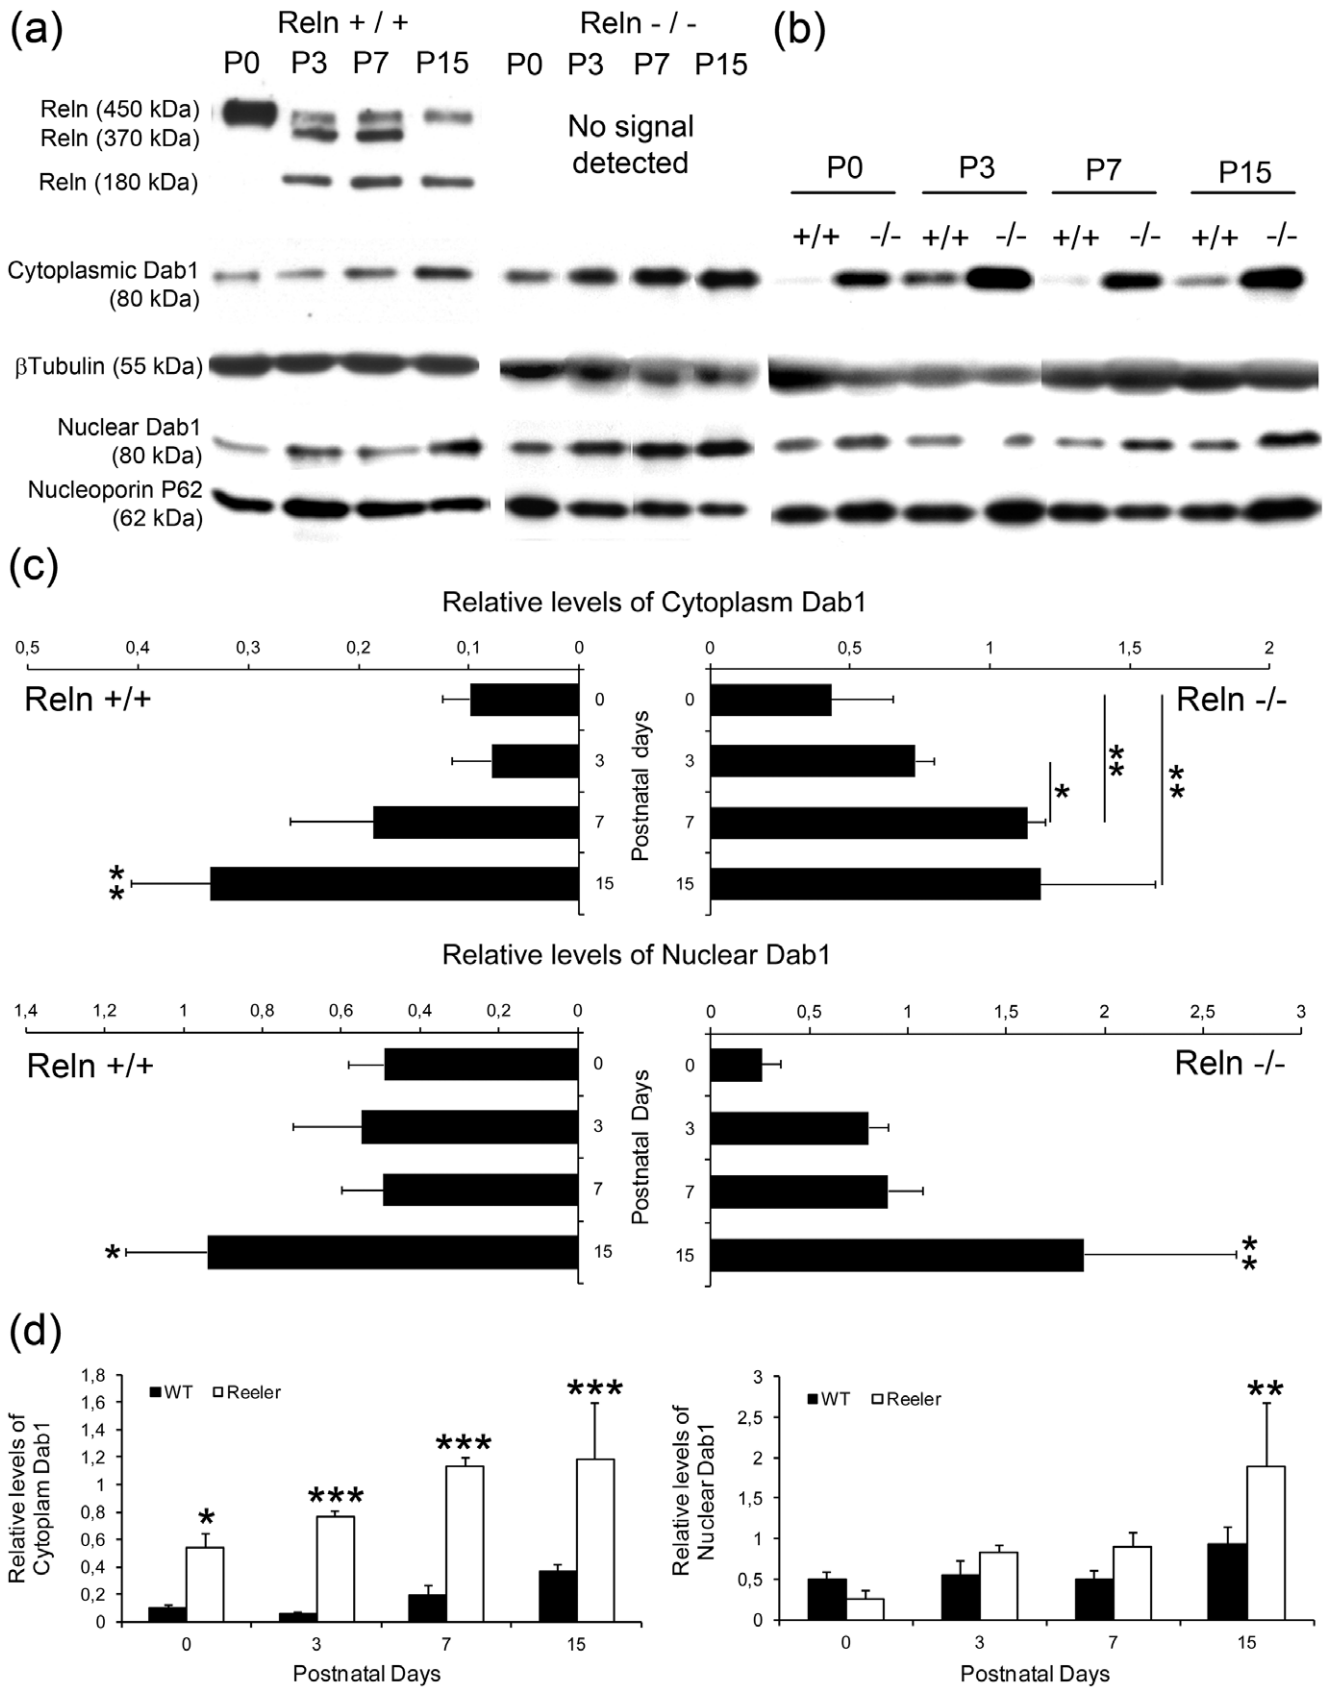 (a)
Reln + / +
Reln - / -
(b)
P0 P3 P7 P15
P0 P3 P7 P15
Reln (450 kDa)
Reln (370 kDa)
Reln (180 kDa)
No signal
detected
P0 P3 P7 P15
+/+ -/- +/+ -/- +/+ -/- +/+ -/-
Cytoplasmic Dab1
(80 kDa)
βTubulin (55 kDa)
Nuclear Dab1
(80 kDa)
Nucleoporin P62
(62 kDa)
(c)
Relative levels of Cytoplasm Dab1
0,5 0,4 0,3 0,2 0,1 0
0 0,5 1 1,5 2
Reln +/+
Reln -/-
Postnatal days
0 0
3 3
*
**
**
7 7
**
15 15
Relative levels of Nuclear Dab1
1,4 1,2 1 0,8 0,6 0,4 0,2 0
0 0,5 1 1,5 2 2,5 3
Reln +/+
Reln -/-
Postnatal Days
0 0
3 3
7 7
*
15 15
**
(d)
Relative levels of
Cytoplam Dab1
1,8
1,6
1,4
1,2
1
0,8
0,6
0,4
0,2
0
WT Reeler
*
***
***
***
0 3 7 15
Postnatal Days
Relative levels of
Nuclear Dab1
3
2,5
2
1,5
1
0,5
0
WT Reeler
**
0 3 7 15
Postnatal Days